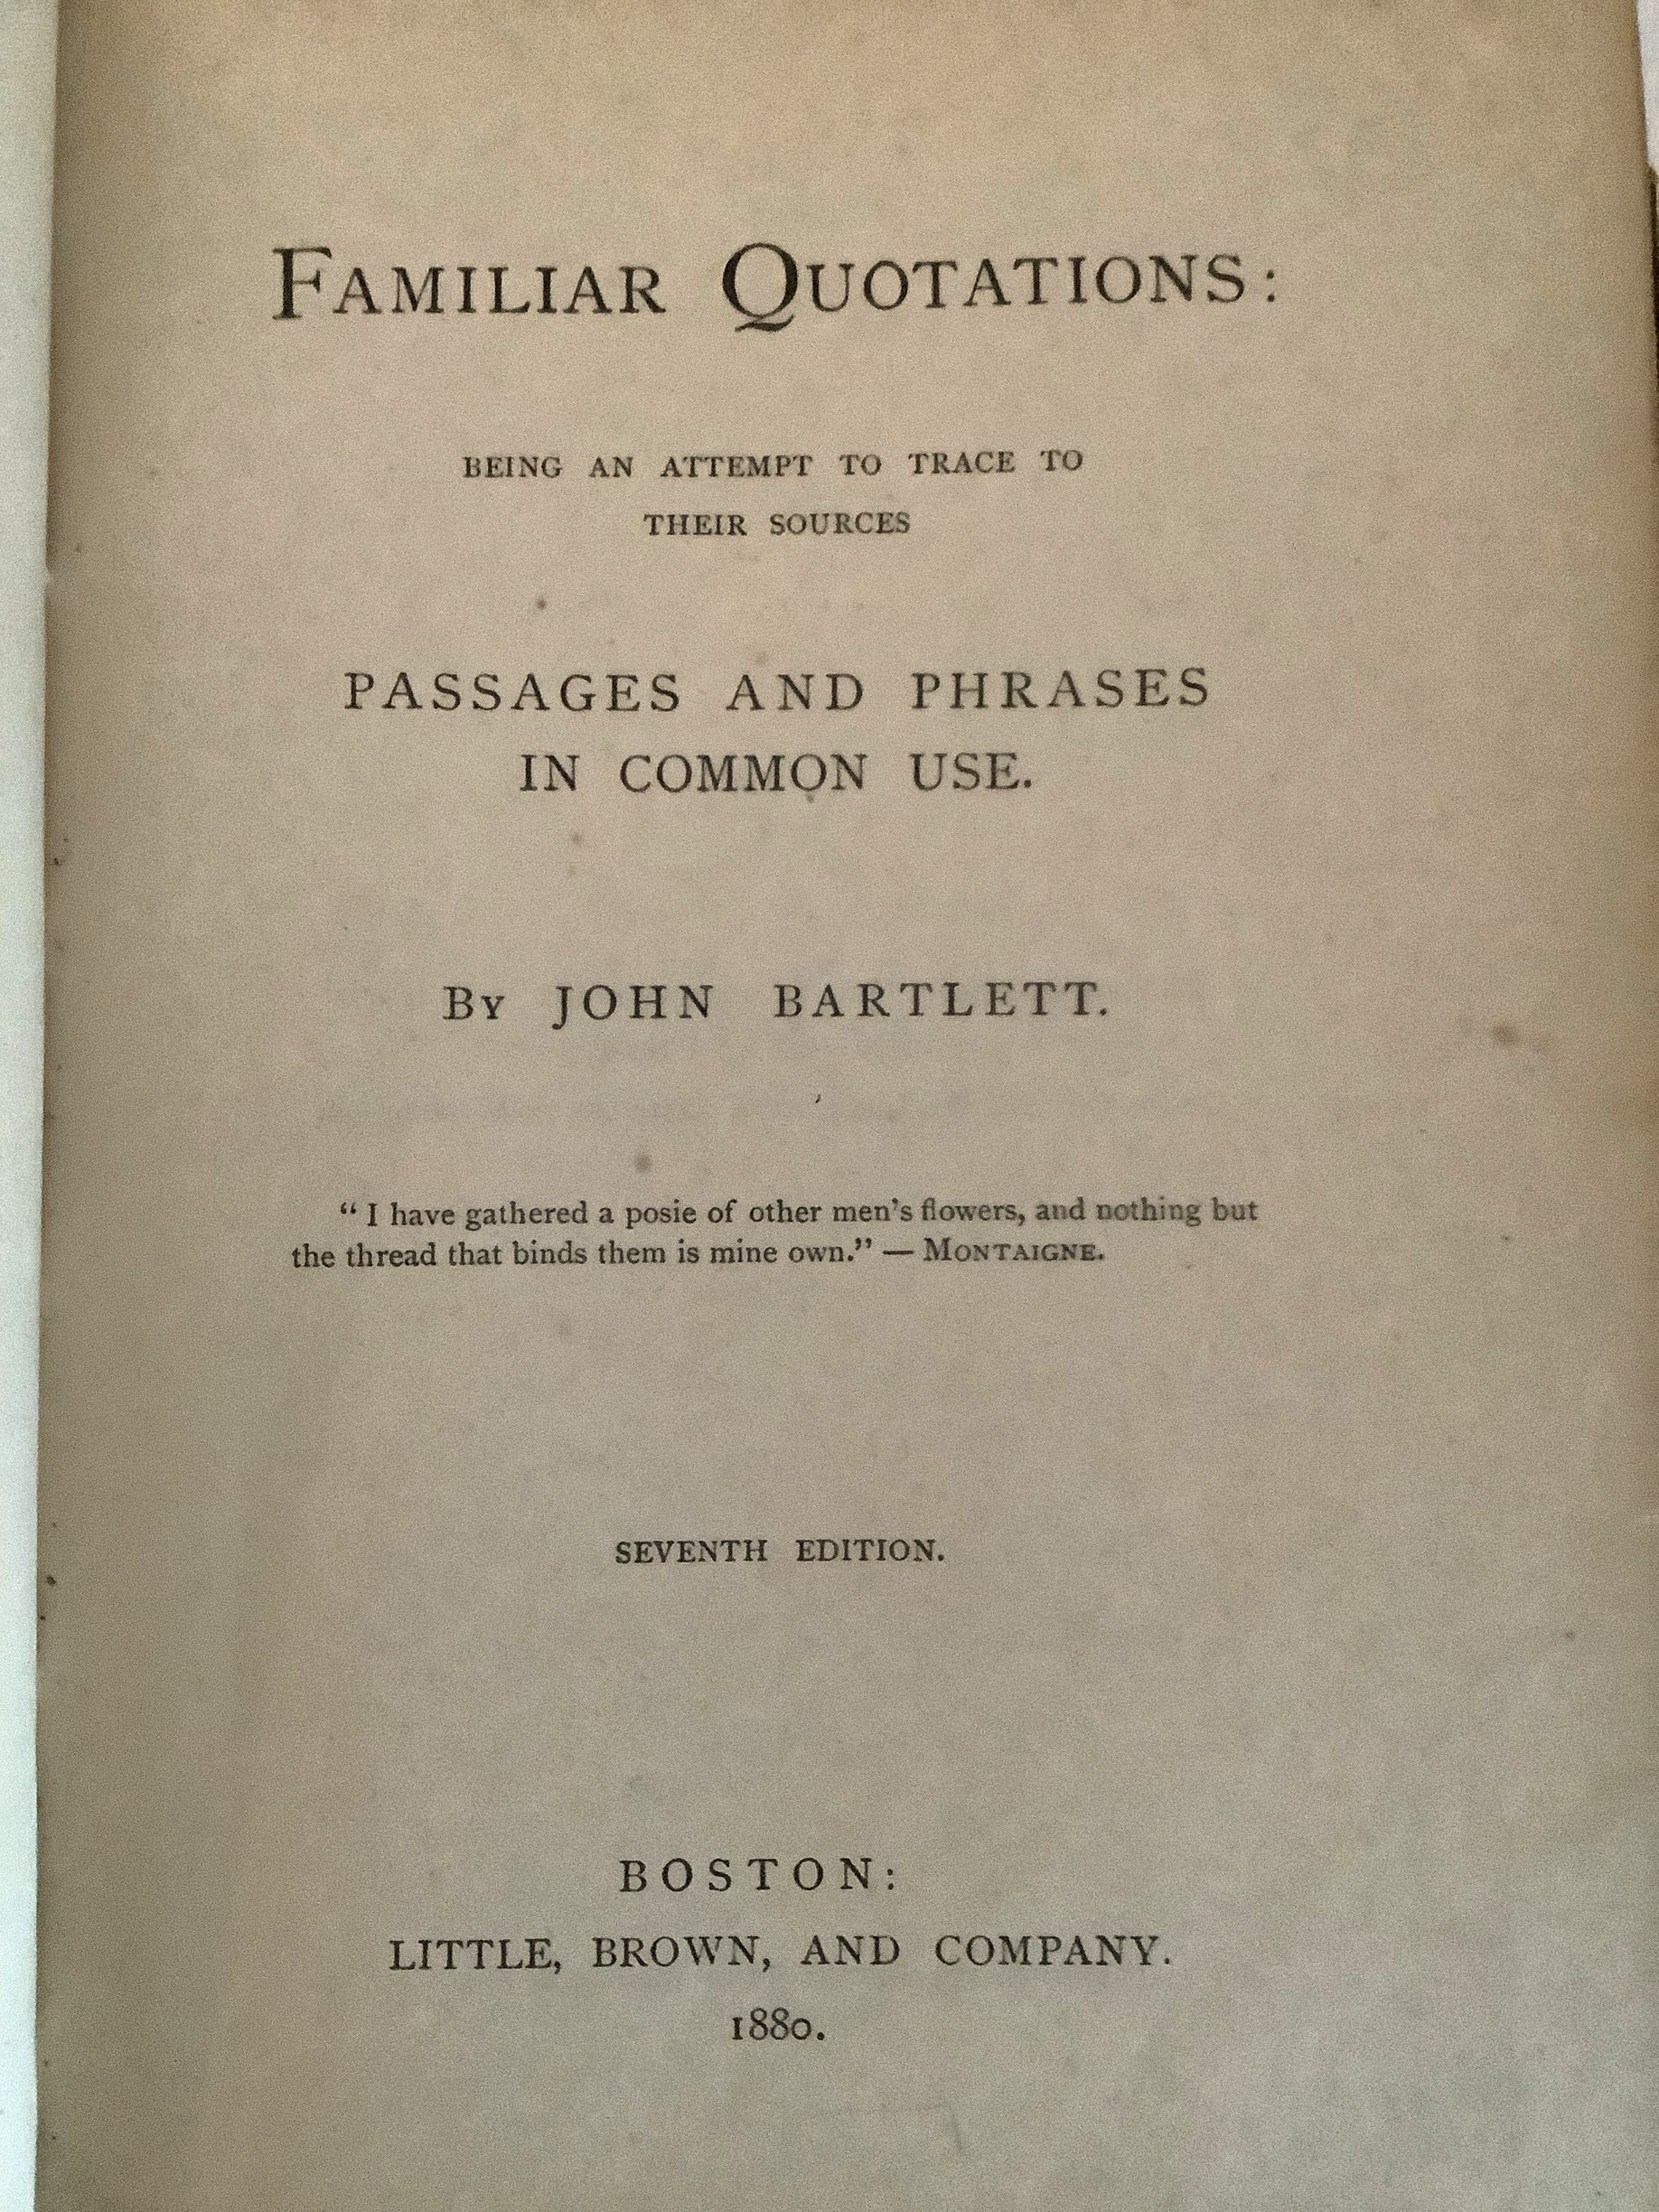 FAMILIAR QUOTATIONS:
BEING AN ATTEMPT TO TRACE TO
THEIR SOURCES
PASSAGES AND PHRASES
IN COMMON USE.
BY JOHN BARTLETT.
“ I have gathered a posie of other men’s flowers, and nothing but
the thread that binds them is mine own.” — MONTAIGNE.
SEVENTH EDITION.
BOSTON:
LITTLE, BROWN, AND COMPANY.
1880.